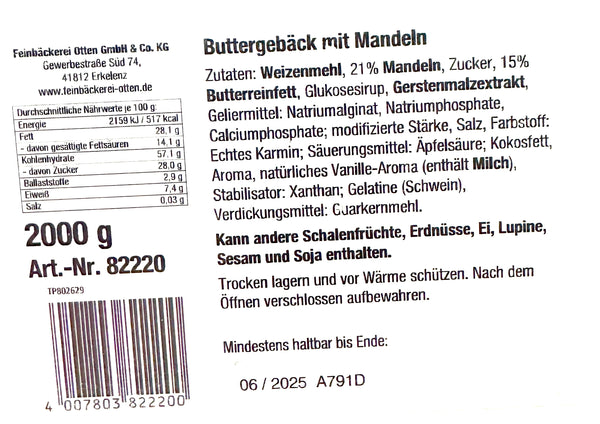 Feinbäckerei Otten GmbH & Co. KG
Gewerbestraße Süd 74,
41812 Erkelenz
www.feinbäckerei-otten.de
Durchschnittliche Nährwerte je 100 g:
Energie 2159 kJ / 517 kcal
Fett 28,1 g
- davon gesättigte Fettsäuren 14,1 g
Kohlenhydrate 57,1 g
- davon Zucker 28,0 g
Ballaststoffe 2,9 g
Eiweiß 7,4 g
Salz 0,03 g
2000 g
Art.-Nr. 82220
TP802629
4 007803 822200
Buttergebäck mit Mandeln
Zutaten: Weizenmehl, 21% Mandeln, Zucker, 15%
Butterreinfett, Glukosesirup, Gerstenmalzextrakt,
Geliermittel: Natriumalginat, Natriumphosphate,
Calciumphosphate; modifizierte Stärke, Salz, Farbstoff:
Echtes Karmin; Säuerungsmittel: Äpfelsäure; Kokosfett,
Aroma, natürliches Vanille-Aroma (enthält Milch),
Stabilisator: Xanthan; Gelatine (Schwein),
Verdickungsmittel: Guarkernmehl.
Kann andere Schalenfrüchte, Erdnüsse, Ei, Lupine,
Sesam und Soja enthalten.
Trocken lagern und vor Wärme schützen. Nach dem
Öffnen verschlossen aufbewahren.
Mindestens haltbar bis Ende:
06 / 2025 A791D